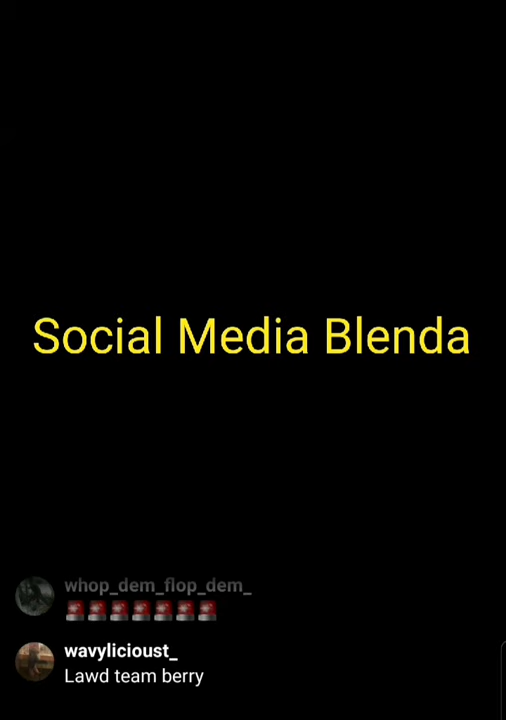 Social Media Blenda
whop_dem_flop_dem_
🚨🚨🚨🚨🚨🚨🚨
wavylicioust_
Lawd team berry